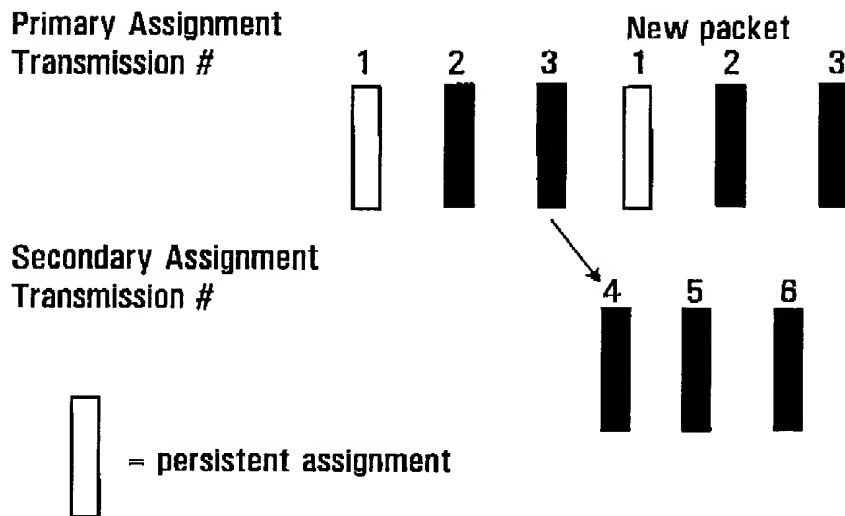 Primary Assignment
New packet
Transmission # 1 2 3 1 2 3
Secondary Assignment
Transmission # 4 5 6
= persistent assignment